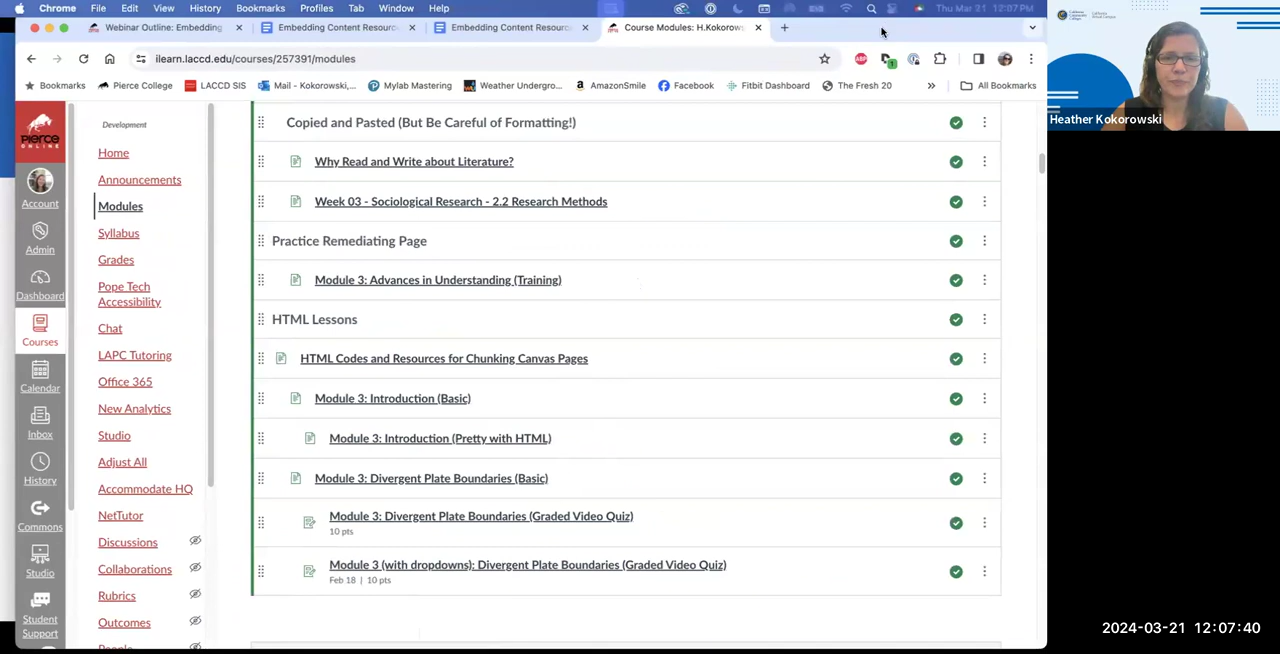 Chrome File Edit View History Bookmarks Profiles Tab Window Help Thu Mar 21 12:07 PM
Webinar Outline: Embedding Embedding Content Resourc Embedding Content Resource Course Modules: H.Kokorows
ilearn.laccd.edu/courses/257391/modules
ABP
1
Bookmarks Pierce College LACCD SIS Mail - Kokorowski,... Mylab Mastering Weather Undergro... AmazonSmile Facebook Fitbit Dashboard The Fresh 20 » All Bookmarks
PIERCE
ONLINE
Account
Admin
Dashboard
Courses
Calendar
Inbox
History
Commons
Studio
Student
Support
Development
Home
Announcements
Modules
Syllabus
Grades
Pope Tech
Accessibility
Chat
LAPC Tutoring
Office 365
New Analytics
Studio
Adjust All
Accommodate HQ
NetTutor
Discussions
Collaborations
Rubrics
Outcomes
People
Copied and Pasted (But Be Careful of Formatting!)
Why Read and Write about Literature?
Week 03 - Sociological Research - 2.2 Research Methods
Practice Remediating Page
Module 3: Advances in Understanding (Training)
HTML Lessons
HTML Codes and Resources for Chunking Canvas Pages
Module 3: Introduction (Basic)
Module 3: Introduction (Pretty with HTML)
Module 3: Divergent Plate Boundaries (Basic)
Module 3: Divergent Plate Boundaries (Graded Video Quiz)
10 pts
Module 3 (with dropdowns): Divergent Plate Boundaries (Graded Video Quiz)
Feb 18 | 10 pts
Heather Kokorowski
2024-03-21 12:07:40